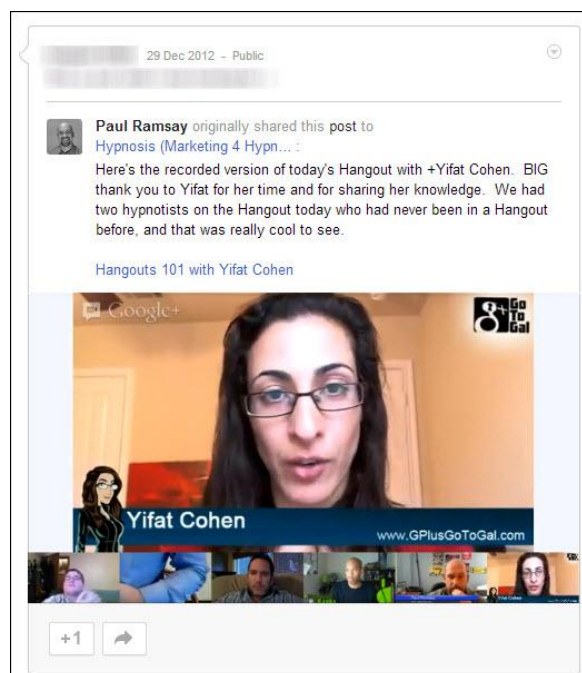 29 Dec 2012 - Public
Paul Ramsay originally shared this post to
Hypnosis (Marketing 4 Hypn... :
Here's the recorded version of today's Hangout with +Yifat Cohen. BIG
thank you to Yifat for her time and for sharing her knowledge. We had
two hypnotists on the Hangout today who had never been in a Hangout
before, and that was really cool to see.
Hangouts 101 with Yifat Cohen
Google+
g+ Go
To
Gal
Yifat Cohen
www.GPlusGoToGal.com
+1